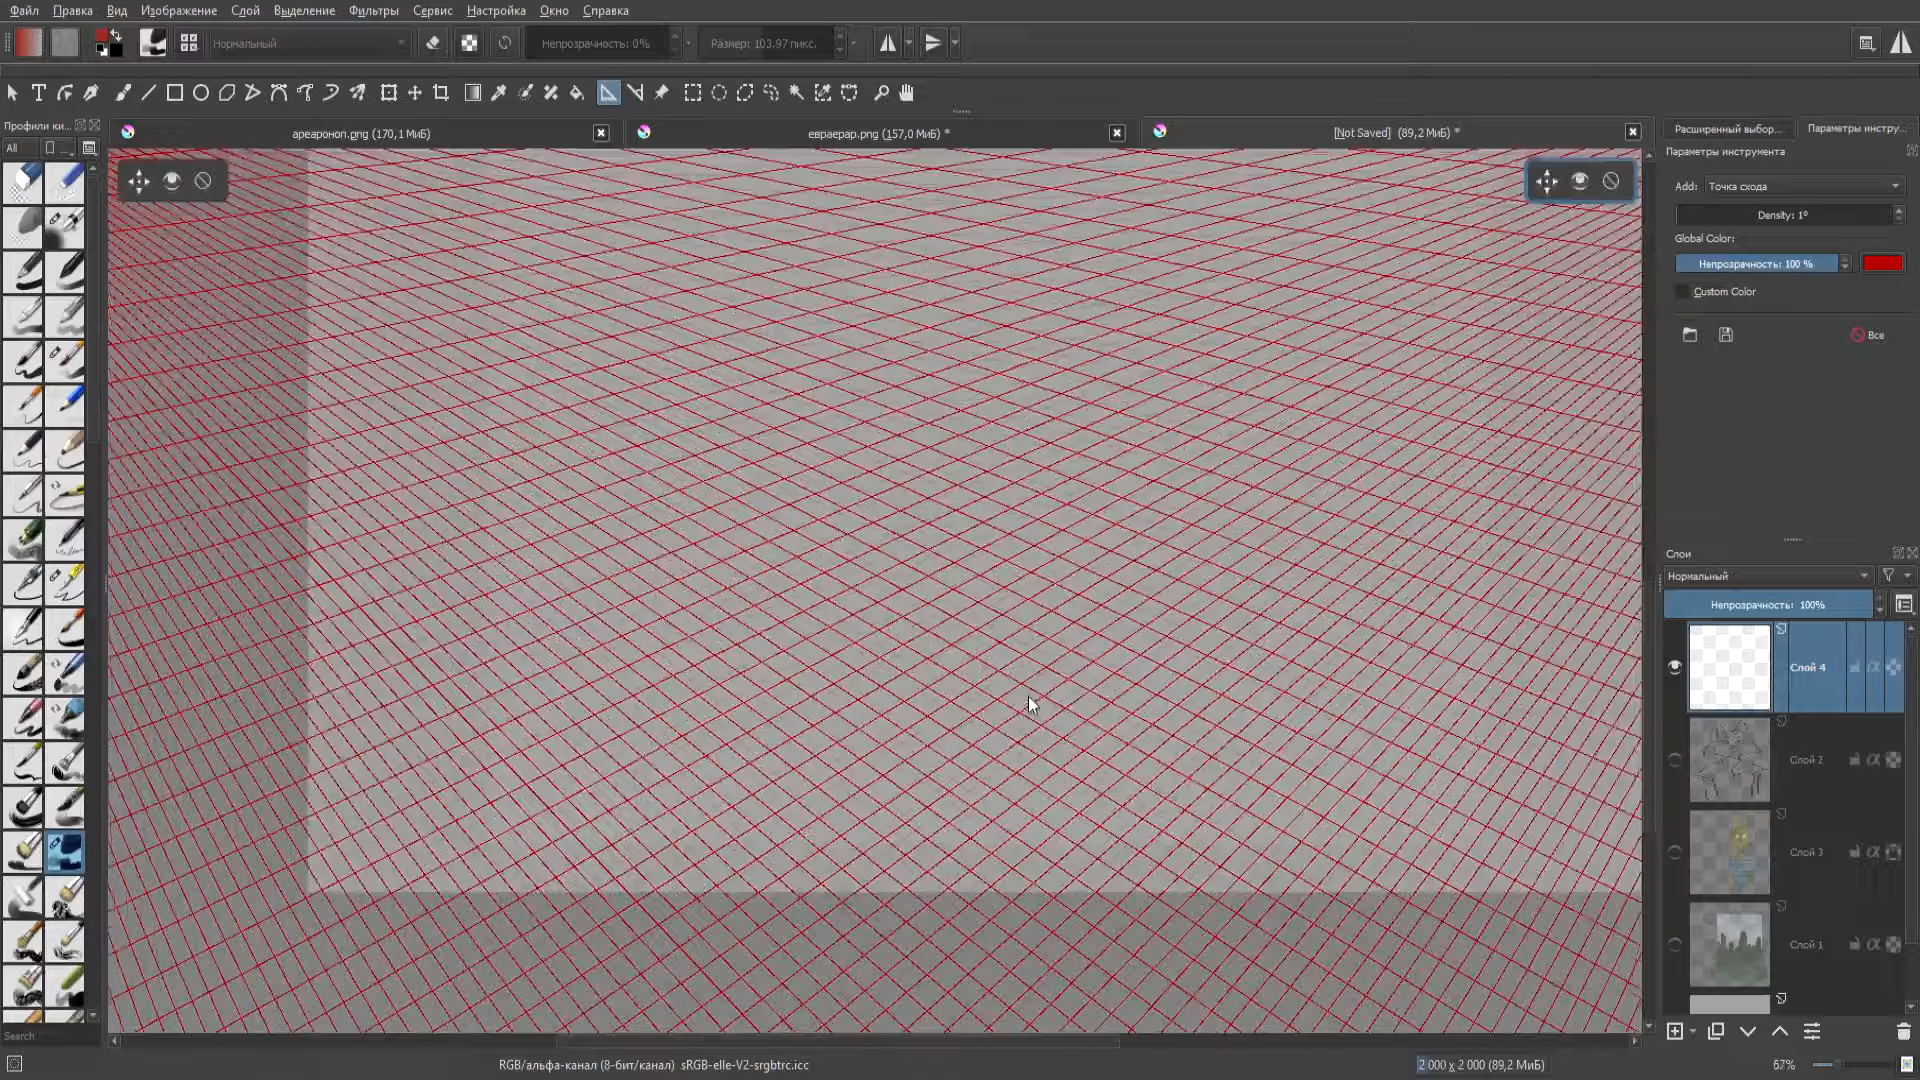 Файл Правка Вид Изображение Слой Выделение Фильтры Сервис Настройка Окно Справка
Нормальный Непрозрачность: 0% Размер: 103.97 пикс.
Профили ки...
All
ареаронол.png (170,1 МиБ)
евраерар.png (157,0 МиБ) *
[Not Saved] (89,2 МиБ) *
Расширенный выбор... Параметры инстру...
Параметры инструмента
Add: Точка схода
Density: 1°
Global Color:
Непрозрачность: 100 %
Custom Color
Все
Слои
Нормальный
Непрозрачность: 100%
Слой 4
Слой 2
Слой 3
Слой 1
Search
RGB/альфа-канал (8-бит/канал) sRGB-elle-V2-srgbtrc.icc
2 000 x 2 000 (89,2 МиБ)
67%